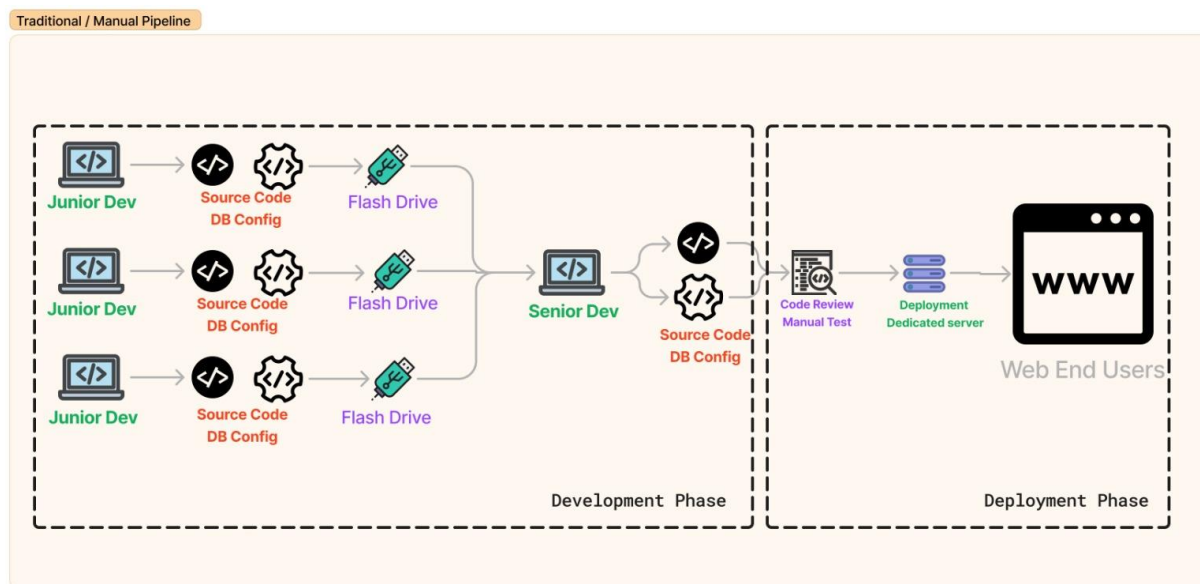 Traditional / Manual Pipeline
Junior Dev
Source Code
DB Config
Flash Drive
Junior Dev
Source Code
DB Config
Flash Drive
Junior Dev
Source Code
DB Config
Flash Drive
Senior Dev
Source Code
DB Config
Development Phase
Code Review
Manual Test
Deployment
Dedicated server
www
Web End Users
Deployment Phase